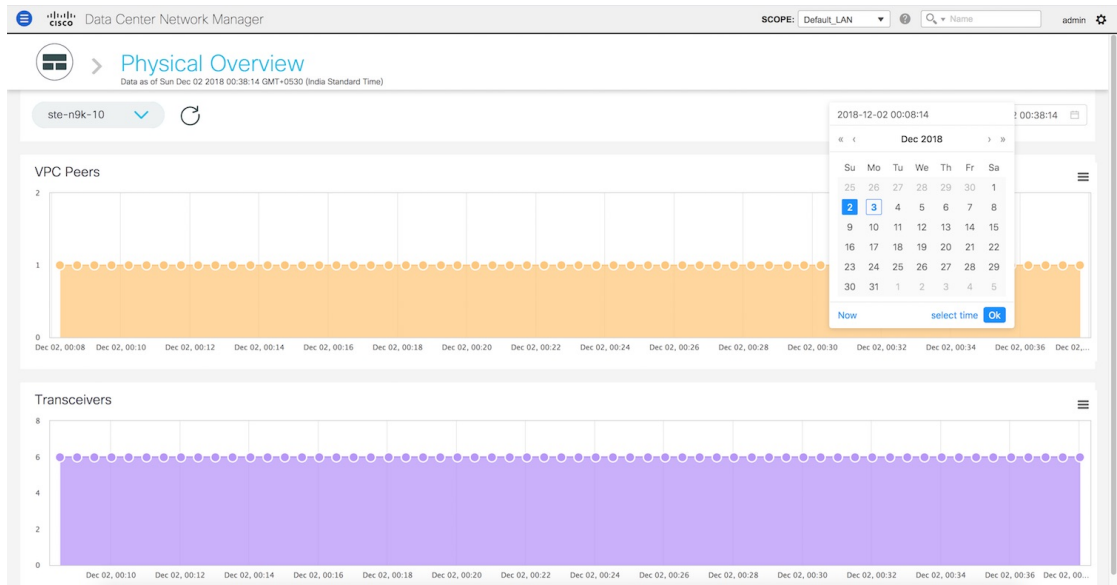 cisco Data Center Network Manager SCOPE: Default_LAN ? Name admin
Physical Overview
Data as of Sun Dec 02 2018 00:38:14 GMT+0530 (India Standard Time)
ste-n9k-10
2018-12-02 00:08:14
2 00:38:14
« ‹ Dec 2018 › »
Su Mo Tu We Th Fr Sa
25 26 27 28 29 30 1
2 3 4 5 6 7 8
9 10 11 12 13 14 15
16 17 18 19 20 21 22
23 24 25 26 27 28 29
30 31 1 2 3 4 5
Now select time Ok
VPC Peers
2
1
0
Dec 02, 00:08 Dec 02, 00:10 Dec 02, 00:12 Dec 02, 00:14 Dec 02, 00:16 Dec 02, 00:18 Dec 02, 00:20 Dec 02, 00:22 Dec 02, 00:24 Dec 02, 00:26 Dec 02, 00:28 Dec 02, 00:30 Dec 02, 00:32 Dec 02, 00:34 Dec 02, 00:36 Dec 02,...
Transceivers
8
6
4
2
0
Dec 02, 00:10 Dec 02, 00:12 Dec 02, 00:14 Dec 02, 00:16 Dec 02, 00:18 Dec 02, 00:20 Dec 02, 00:22 Dec 02, 00:24 Dec 02, 00:26 Dec 02, 00:28 Dec 02, 00:30 Dec 02, 00:32 Dec 02, 00:34 Dec 02, 00:36 Dec 02, 00...